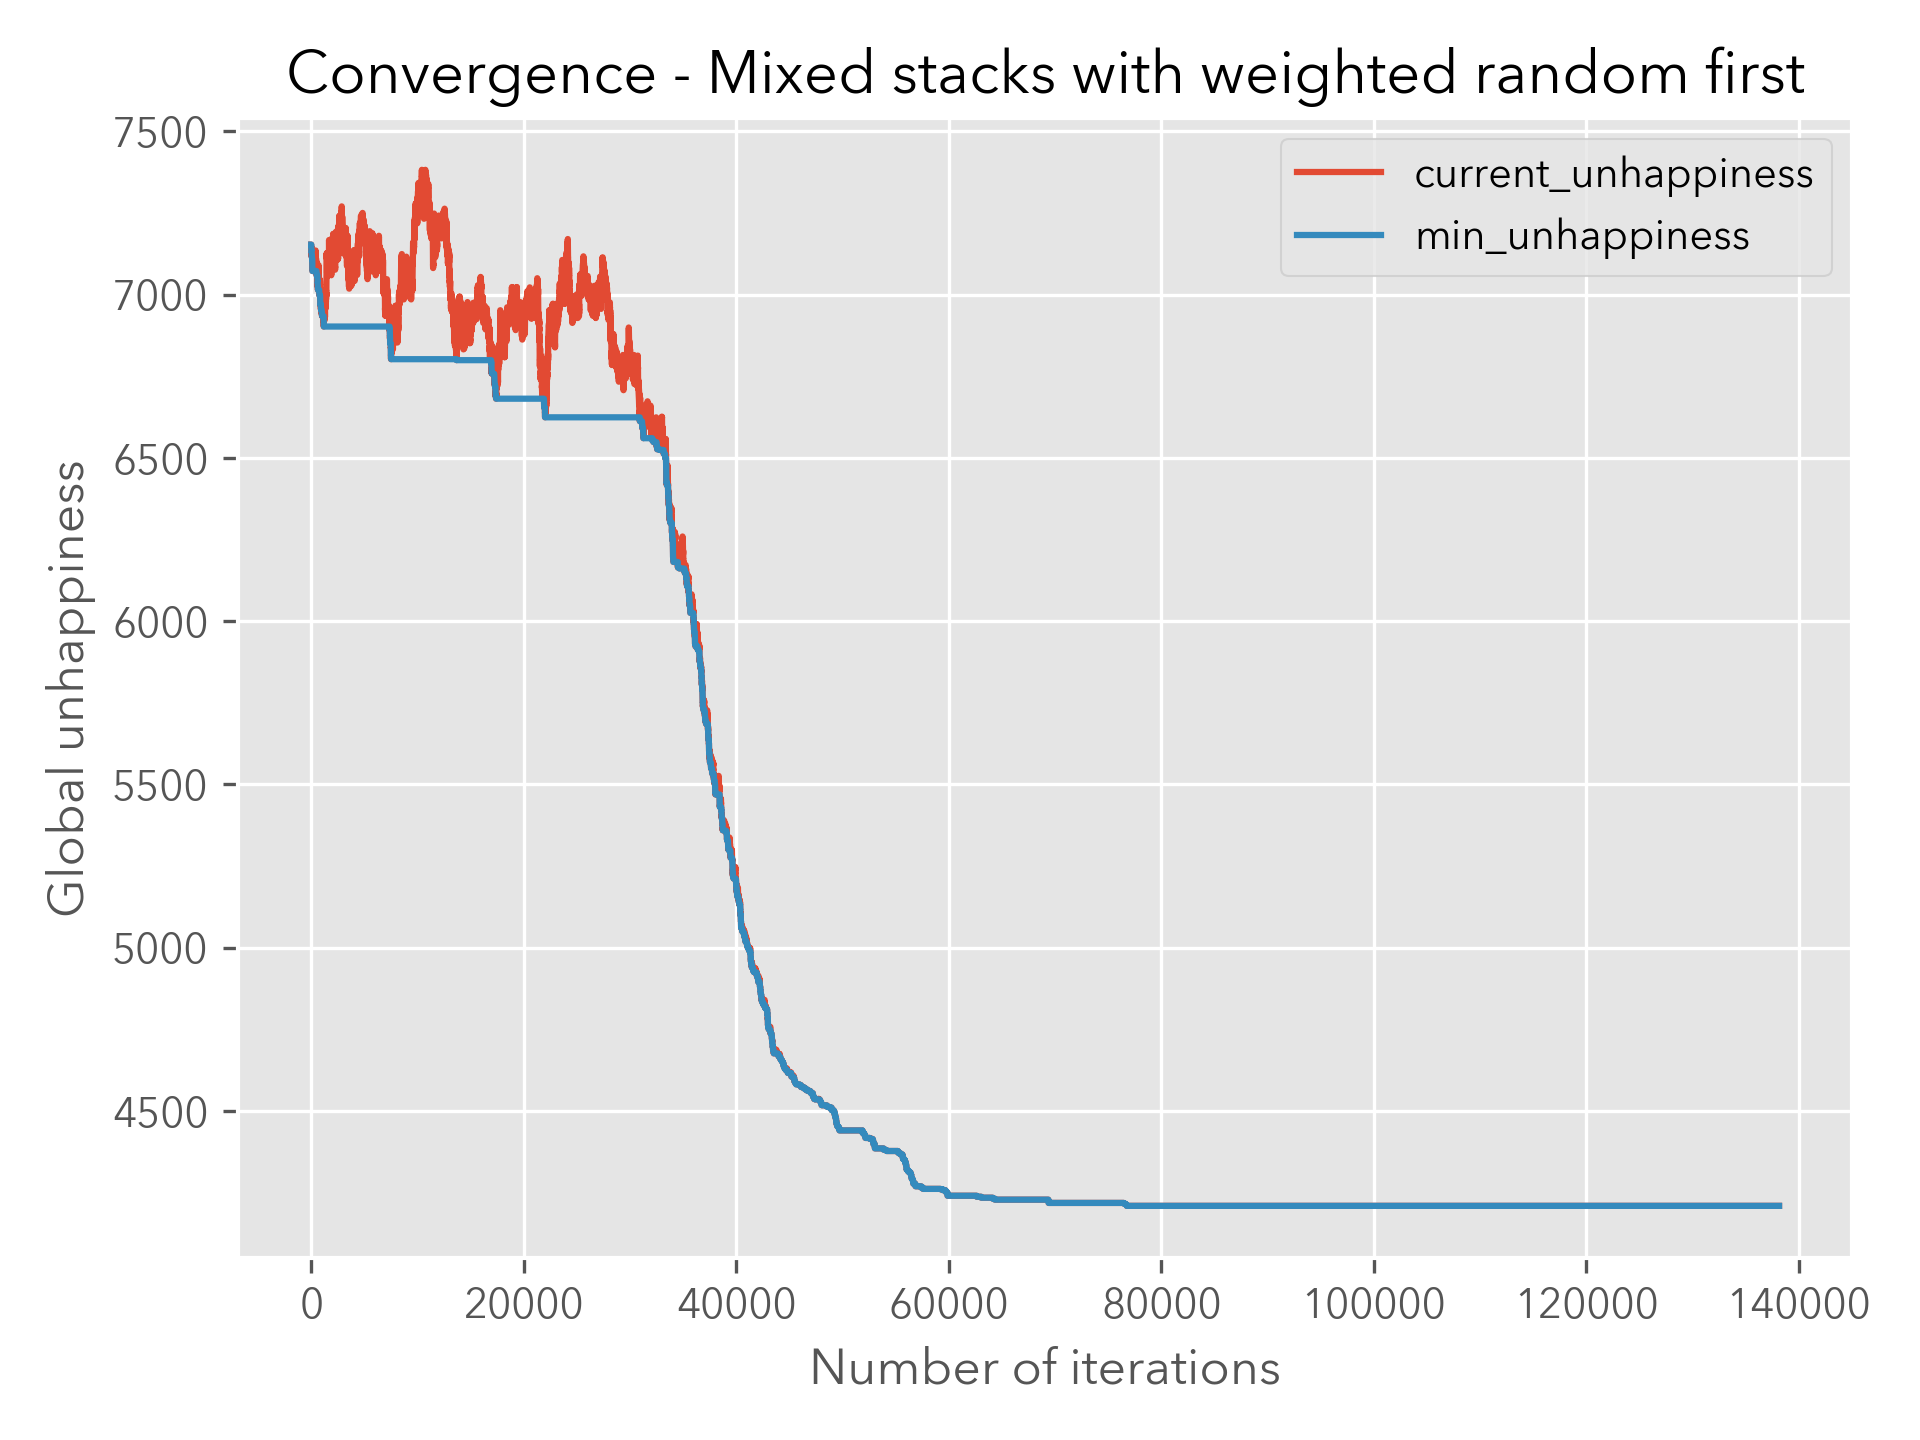 Convergence - Mixed stacks with weighted random first
current_unhappiness
min_unhappiness
Global unhappiness
7500
7000
6500
6000
5500
5000
4500
0 20000 40000 60000 80000 100000 120000 140000
Number of iterations